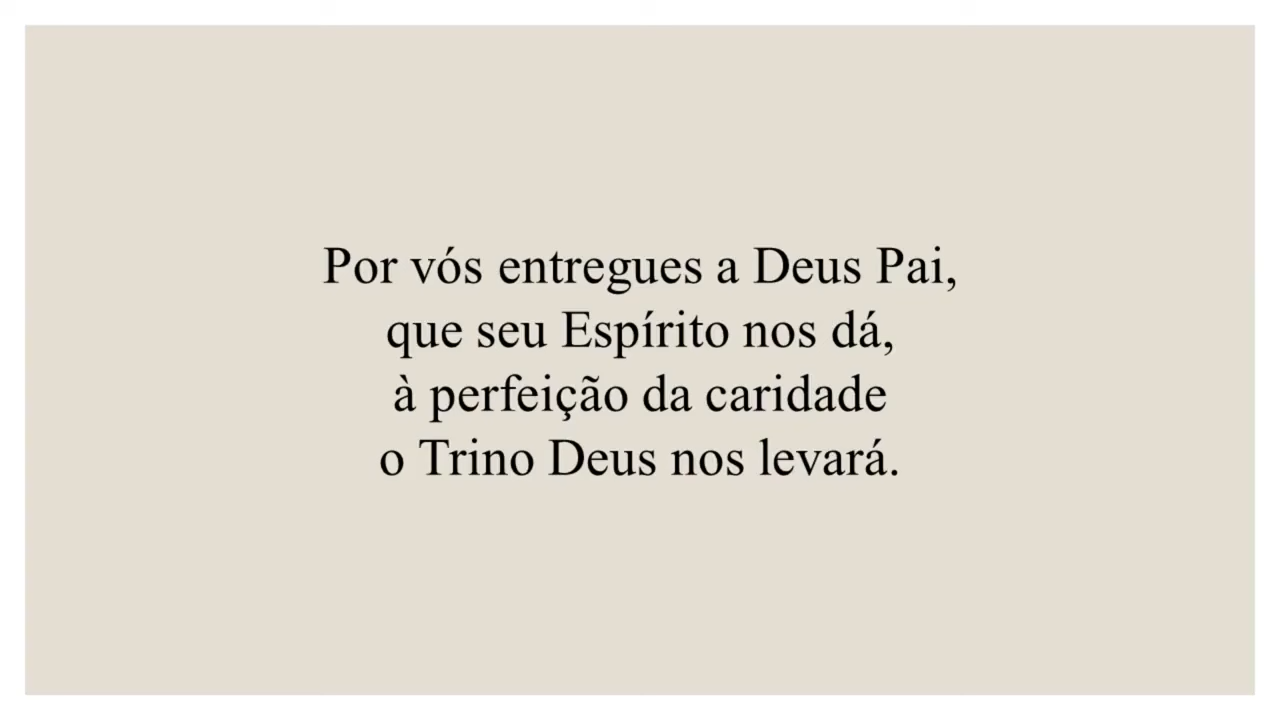 Por vós entregues a Deus Pai,
que seu Espírito nos dá,
à perfeição da caridade
o Trino Deus nos levará.